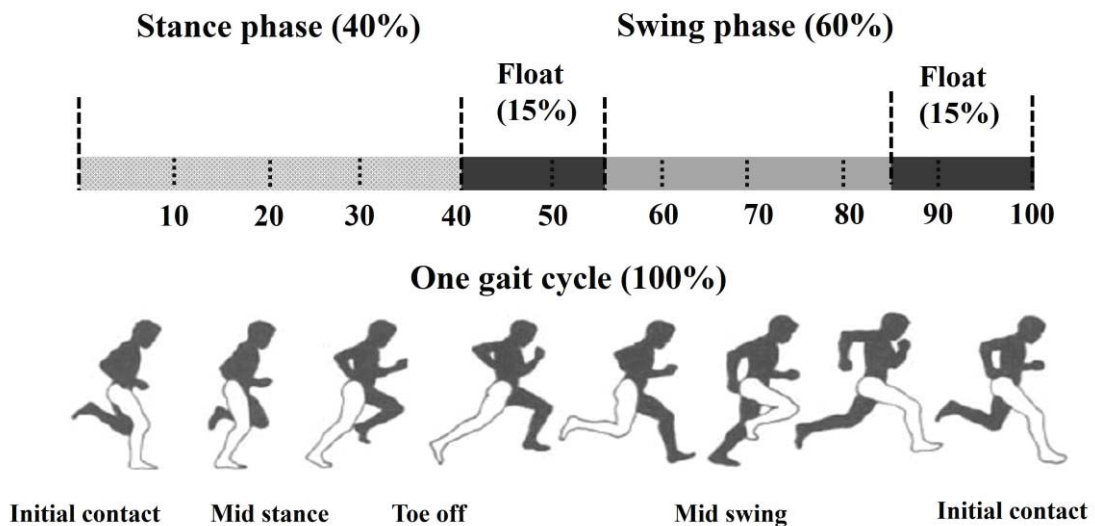 Stance phase (40%) Swing phase (60%)
Float (15%) Float (15%)
10 20 30 40 50 60 70 80 90 100
One gait cycle (100%)
Initial contact Mid stance Toe off Mid swing Initial contact